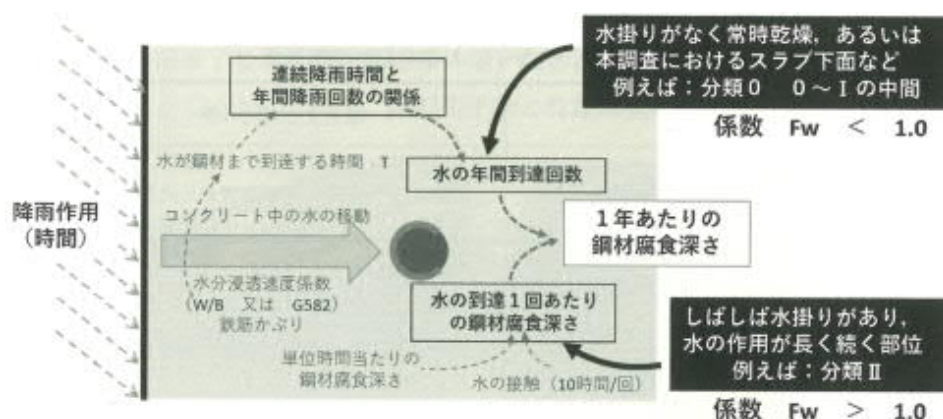 水掛りがなく常時乾燥，あるいは
本調査におけるスラブ下面など
例えば：分類０　０～Ⅰの中間
係数　Fw　＜　1.0
連続降雨時間と
年間降雨回数の関係
水が鋼材まで到達する時間　T
水の年間到達回数
降雨作用
（時間）
コンクリート中の水の移動
１年あたりの
鋼材腐食深さ
水分浸透速度係数
（W/B　又は　G582）
鉄筋かぶり
水の到達１回あたり
の鋼材腐食深さ
しばしば水掛りがあり，
水の作用が長く続く部位
例えば：分類Ⅱ
単位時間当たりの
鋼材腐食深さ
水の接触（10時間/回）
係数　Fw　＞　1.0